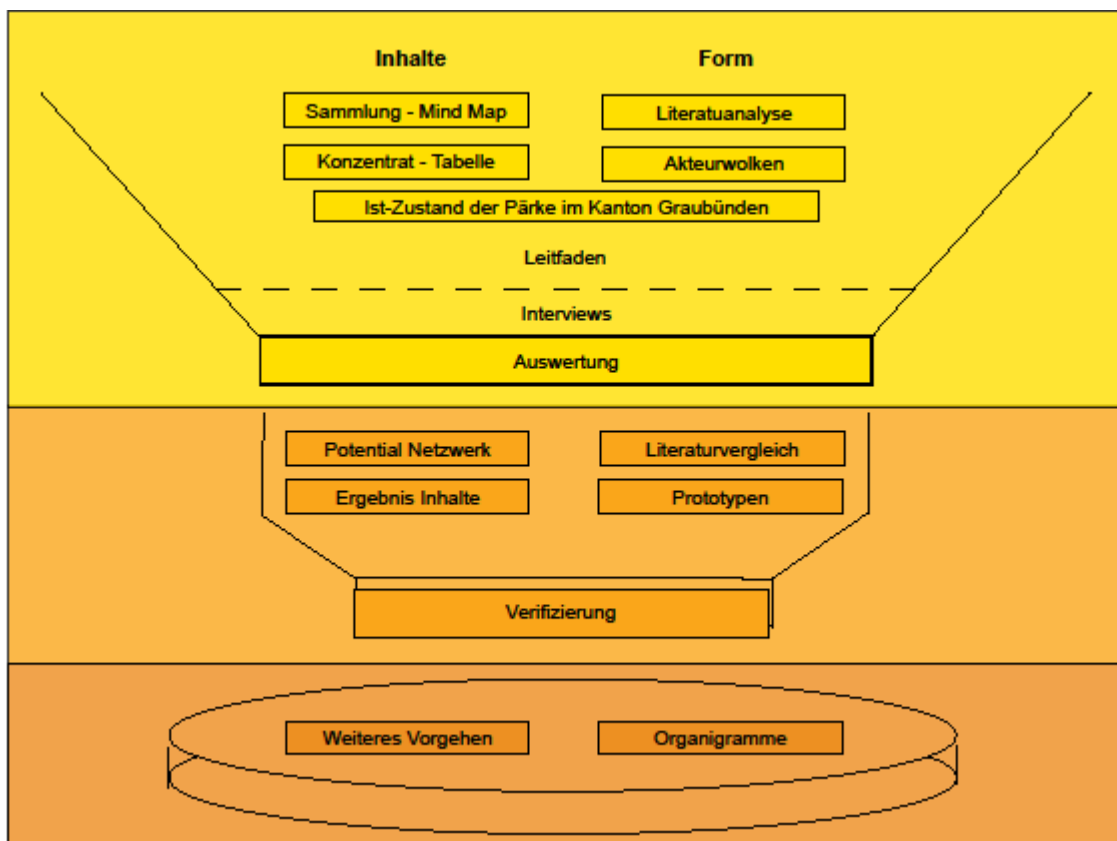 Inhalte
Form
Sammlung - Mind Map
Literatuanalyse
Konzentrat - Tabelle
Akteurwolken
Ist-Zustand der Pärke im Kanton Graubünden
Leitfaden
Interviews
Auswertung
Potential Netzwerk
Literaturvergleich
Ergebnis Inhalte
Prototypen
Verifizierung
Weiteres Vorgehen
Organigramme